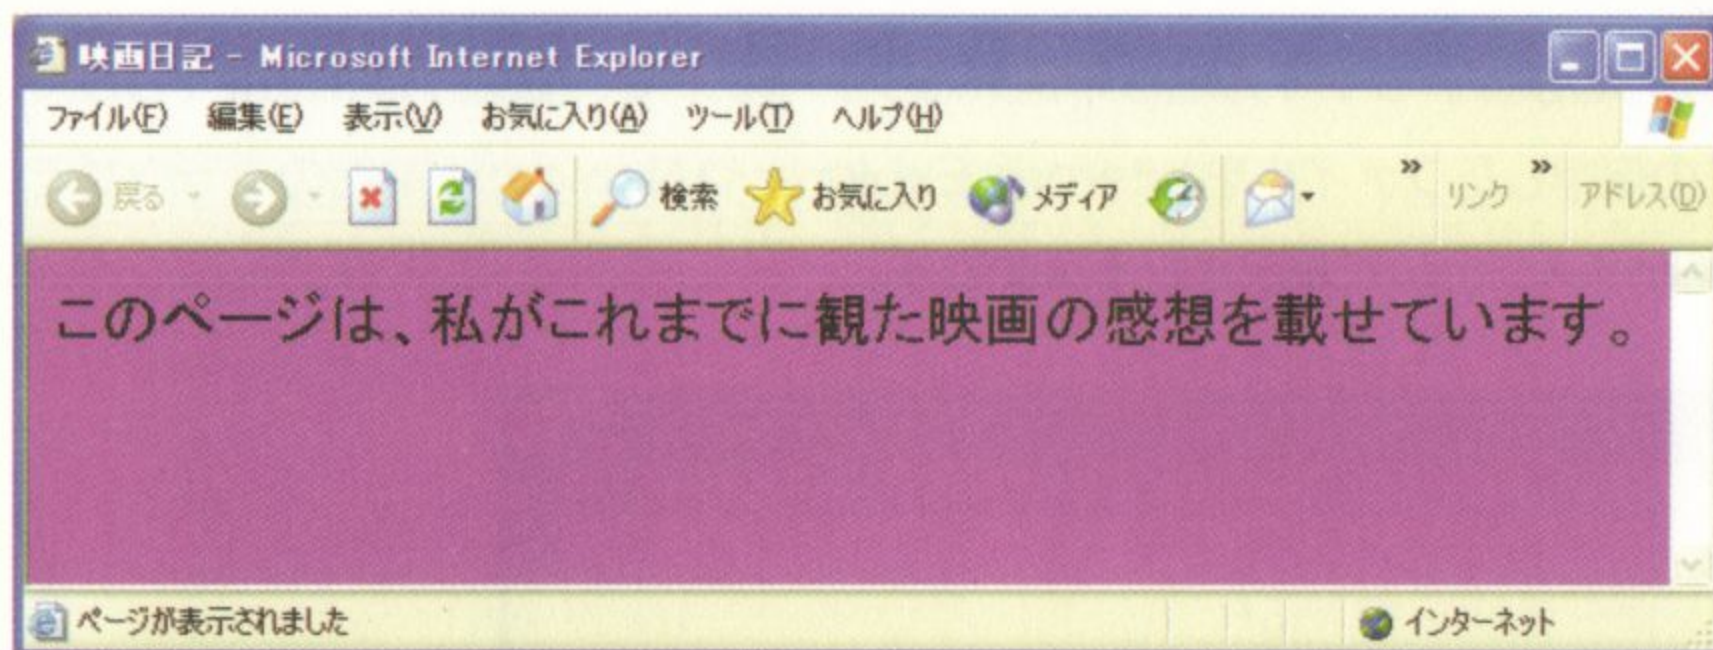 映画日記 - Microsoft Internet Explorer
ファイル(F) 編集(E) 表示(V) お気に入り(A) ツール(T) ヘルプ(H)
戻る 検索 お気に入り メディア » リンク » アドレス(D)
このページは、私がこれまでに観た映画の感想を載せています。
ページが表示されました インターネット